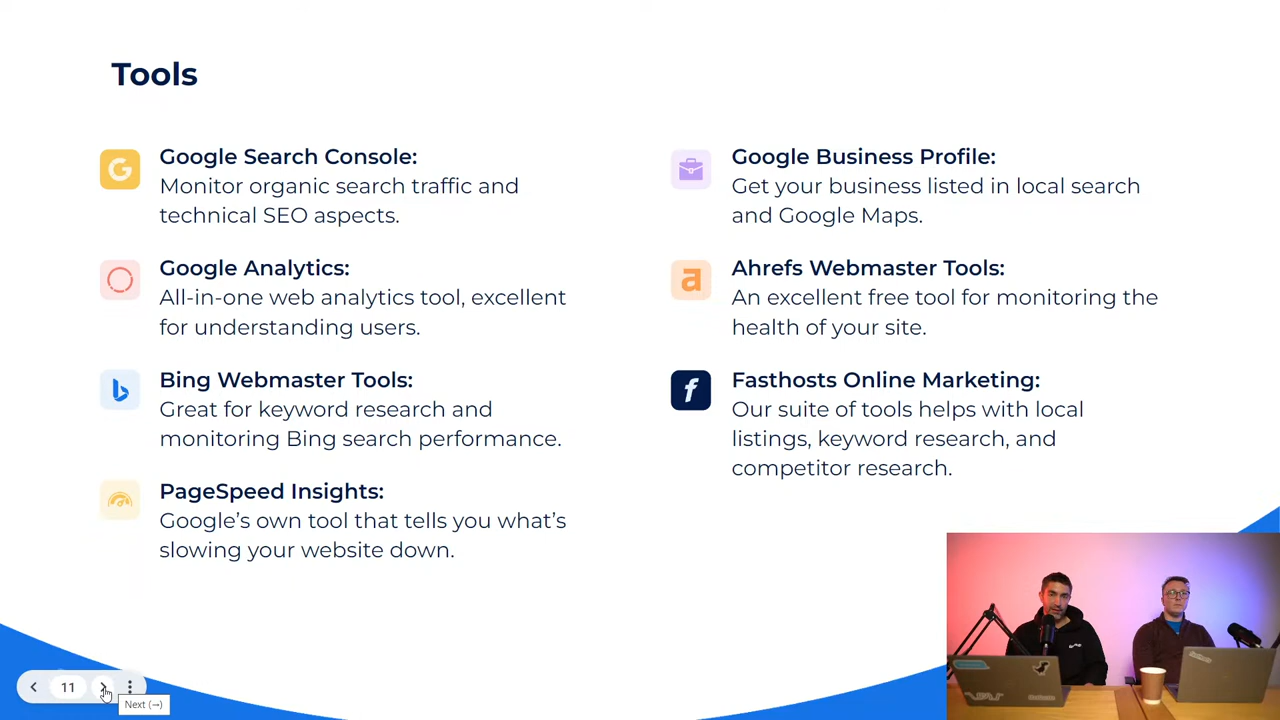 Tools
Google Search Console:
Monitor organic search traffic and
technical SEO aspects.
Google Analytics:
All-in-one web analytics tool, excellent
for understanding users.
Bing Webmaster Tools:
Great for keyword research and
monitoring Bing search performance.
PageSpeed Insights:
Google’s own tool that tells you what’s
slowing your website down.
Google Business Profile:
Get your business listed in local search
and Google Maps.
Ahrefs Webmaster Tools:
An excellent free tool for monitoring the
health of your site.
Fasthosts Online Marketing:
Our suite of tools helps with local
listings, keyword research, and
competitor research.
11
Next (→)